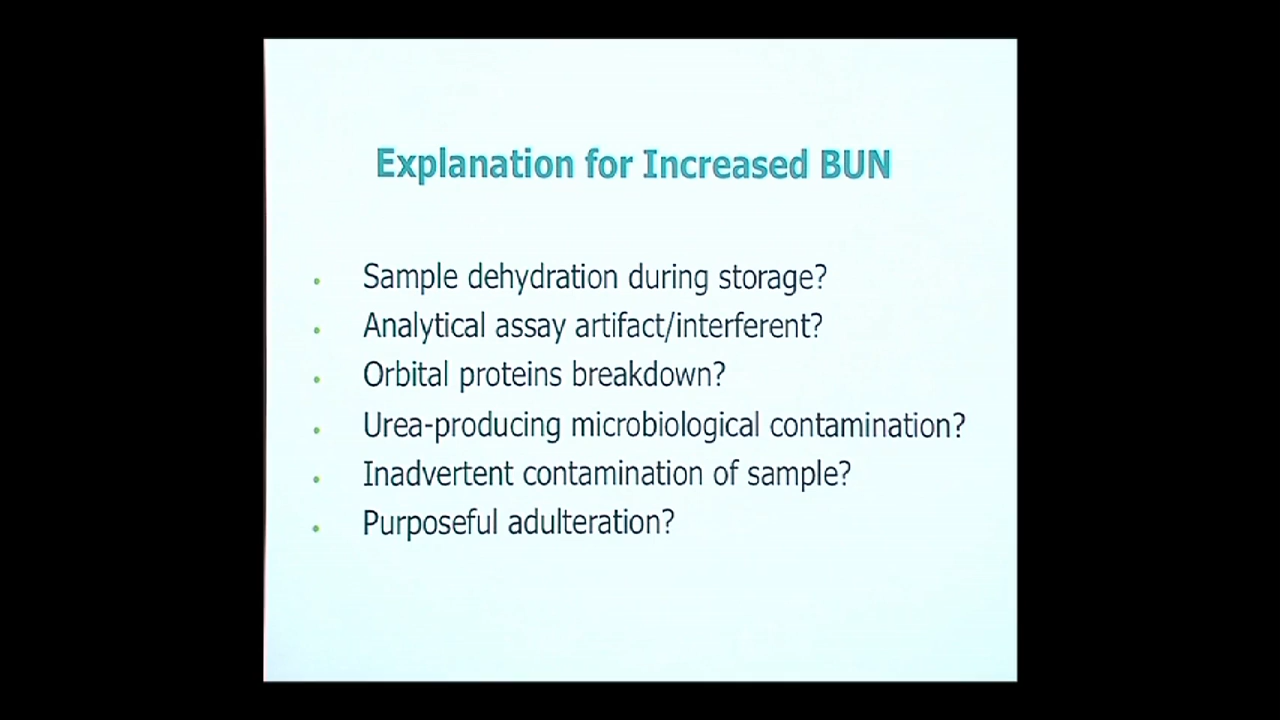 Explanation for Increased BUN
Sample dehydration during storage?
Analytical assay artifact/interferent?
Orbital proteins breakdown?
Urea-producing microbiological contamination?
Inadvertent contamination of sample?
Purposeful adulteration?